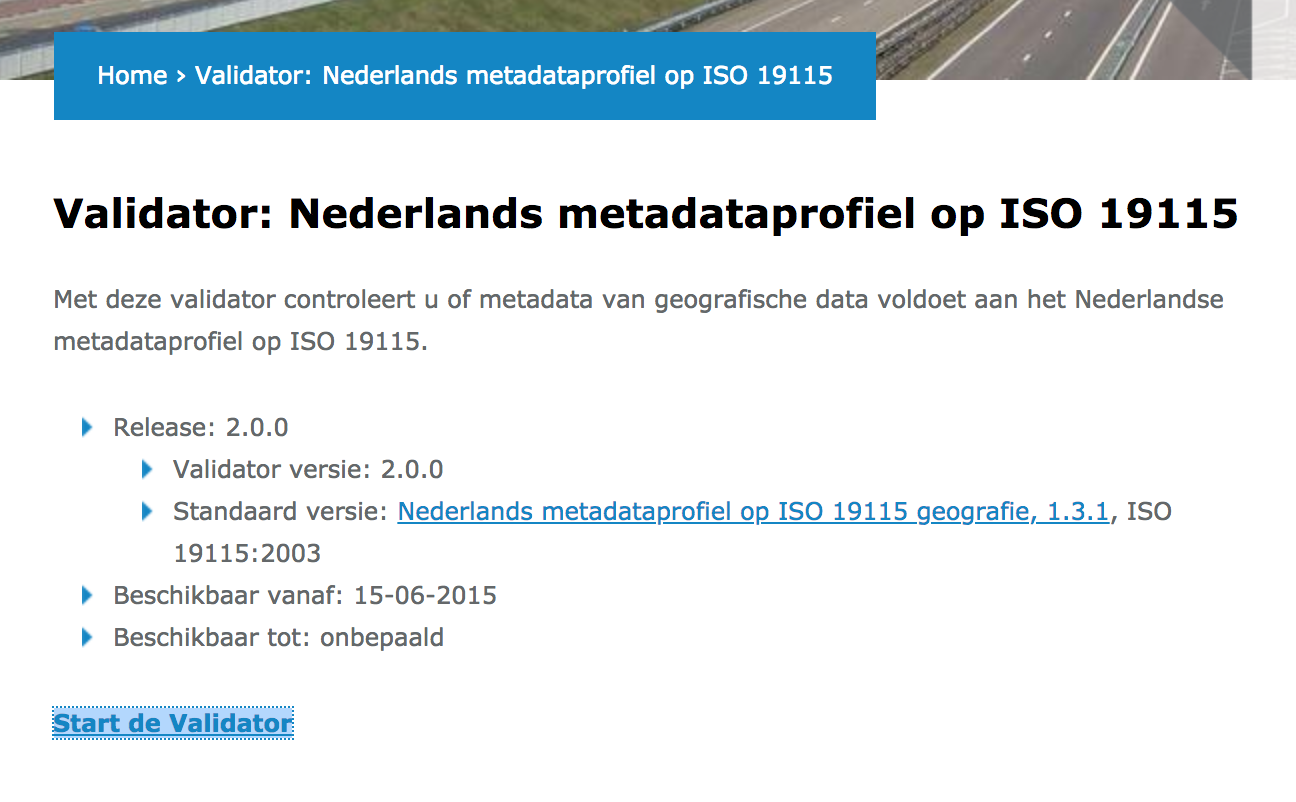 Home › Validator: Nederlands metadataprofiel op ISO 19115
Validator: Nederlands metadataprofiel op ISO 19115
Met deze validator controleert u of metadata van geografische data voldoet aan het Nederlandse
metadataprofiel op ISO 19115.
Release: 2.0.0
Validator versie: 2.0.0
Standaard versie: Nederlands metadataprofiel op ISO 19115 geografie, 1.3.1, ISO
19115:2003
Beschikbaar vanaf: 15-06-2015
Beschikbaar tot: onbepaald
Start de Validator